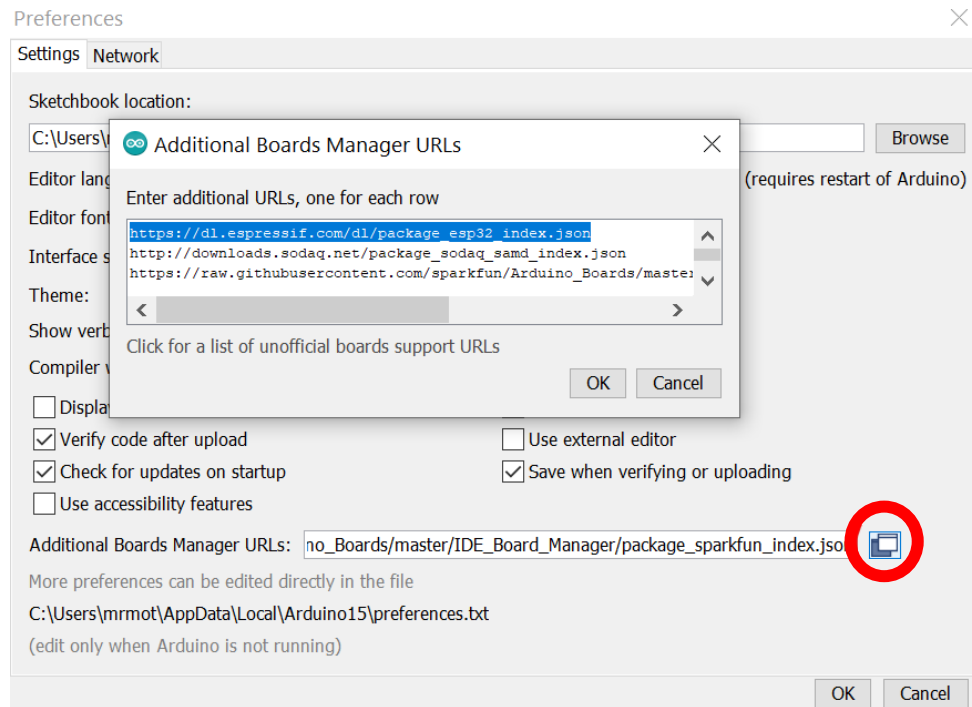 Preferences
Settings Network
Sketchbook location:
C:\Users\ Browse
Additional Boards Manager URLs
Editor (requires restart of Arduino)
Enter additional URLs, one for each row
Editor
https://dl.espressif.com/dl/package_esp32_index.json
http://downloads.sodaq.net/package_sodaq_samd_index.json
Interface
https://raw.githubusercontent.com/sparkfun/Arduino_Boards/master
Theme:
Show
Click for a list of unofficial boards support URLs
Compiler
OK Cancel
Verify code after upload Use external editor
Check for updates on startup Save when verifying or uploading
Use accessibility features
Additional Boards Manager URLs: no_Boards/master/IDE_Board_Manager/package_sparkfun_index.jso
More preferences can be edited directly in the file
C:\Users\mrmot\AppData\Local\Arduino15\preferences.txt
(edit only when Arduino is not running)
OK Cancel